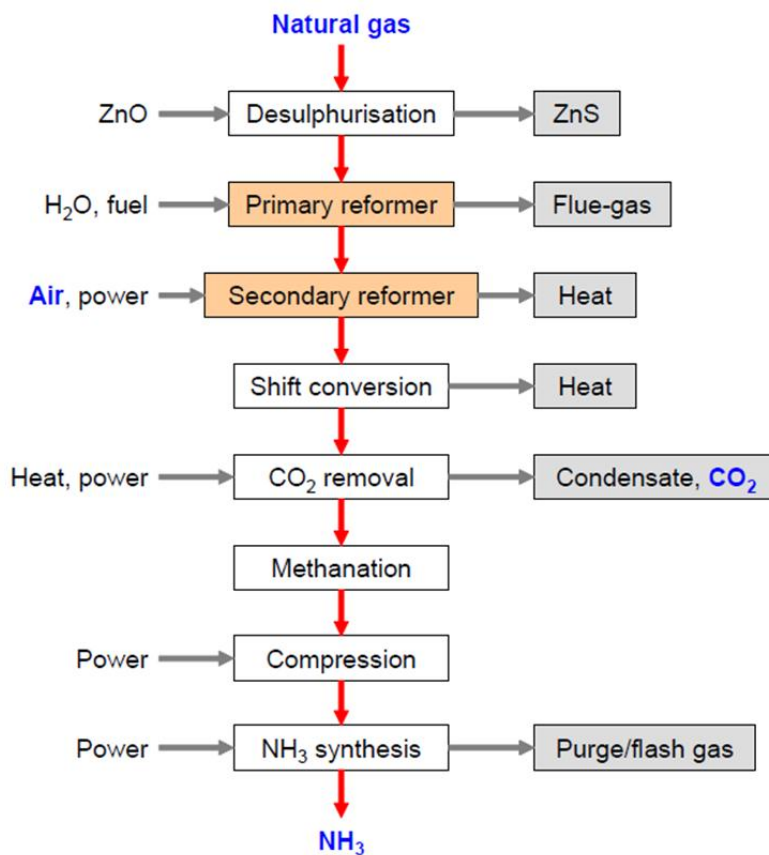 Natural gas
ZnO Desulphurisation ZnS
H₂O, fuel Primary reformer Flue-gas
Air, power Secondary reformer Heat
Shift conversion Heat
Heat, power CO₂ removal Condensate, CO₂
Methanation
Power Compression
Power NH₃ synthesis Purge/flash gas
NH₃